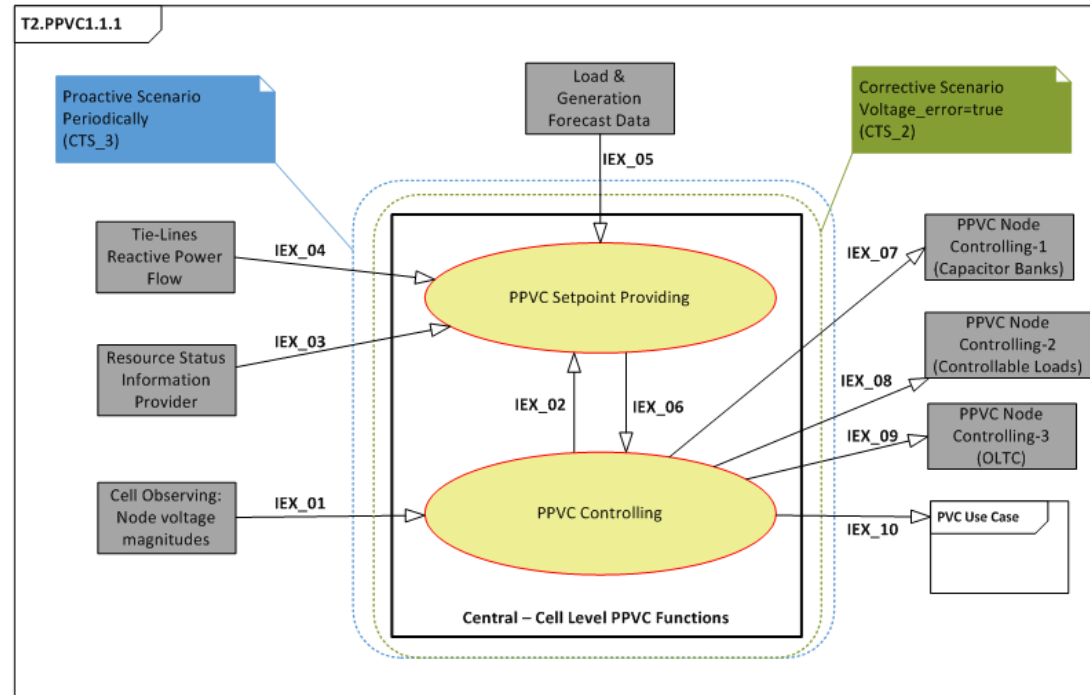 T2.PPVC1.1.1
Proactive Scenario
Periodically
(CTS_3)
Load &
Generation
Forecast Data
Corrective Scenario
Voltage_error=true
(CTS_2)
IEX_05
Tie-Lines
Reactive Power
Flow
IEX_04
IEX_07
PPVC Node
Controlling-1
(Capacitor Banks)
PPVC Setpoint Providing
Resource Status
Information
Provider
IEX_03
PPVC Node
Controlling-2
(Controllable Loads)
IEX_08
IEX_02
IEX_06
IEX_09
PPVC Node
Controlling-3
(OLTC)
Cell Observing:
Node voltage
magnitudes
IEX_01
PPVC Controlling
IEX_10
PVC Use Case
Central – Cell Level PPVC Functions